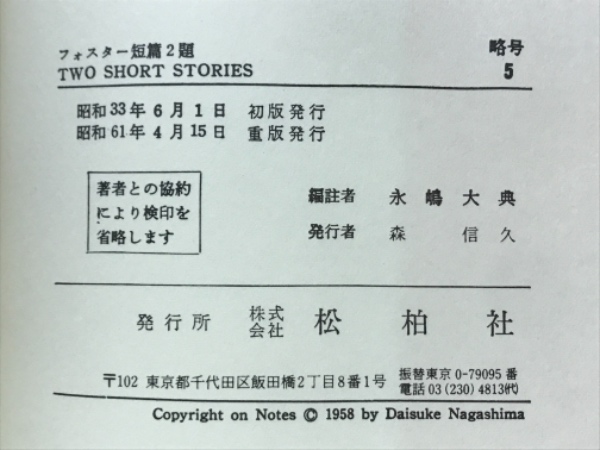 フォスター短篇2題
略号
TWO SHORT STORIES
5
昭和33年6月1日 初版発行
昭和61年4月15日 重版発行
著者との協約
により検印を
省略します
編註者 永嶋大典
発行者 森 信久
発行所 株式会社 松柏社
〒102 東京都千代田区飯田橋2丁目8番1号
振替東京0-79095番
電話03(230)4813(代)
Copyright on Notes © 1958 by Daisuke Nagashima